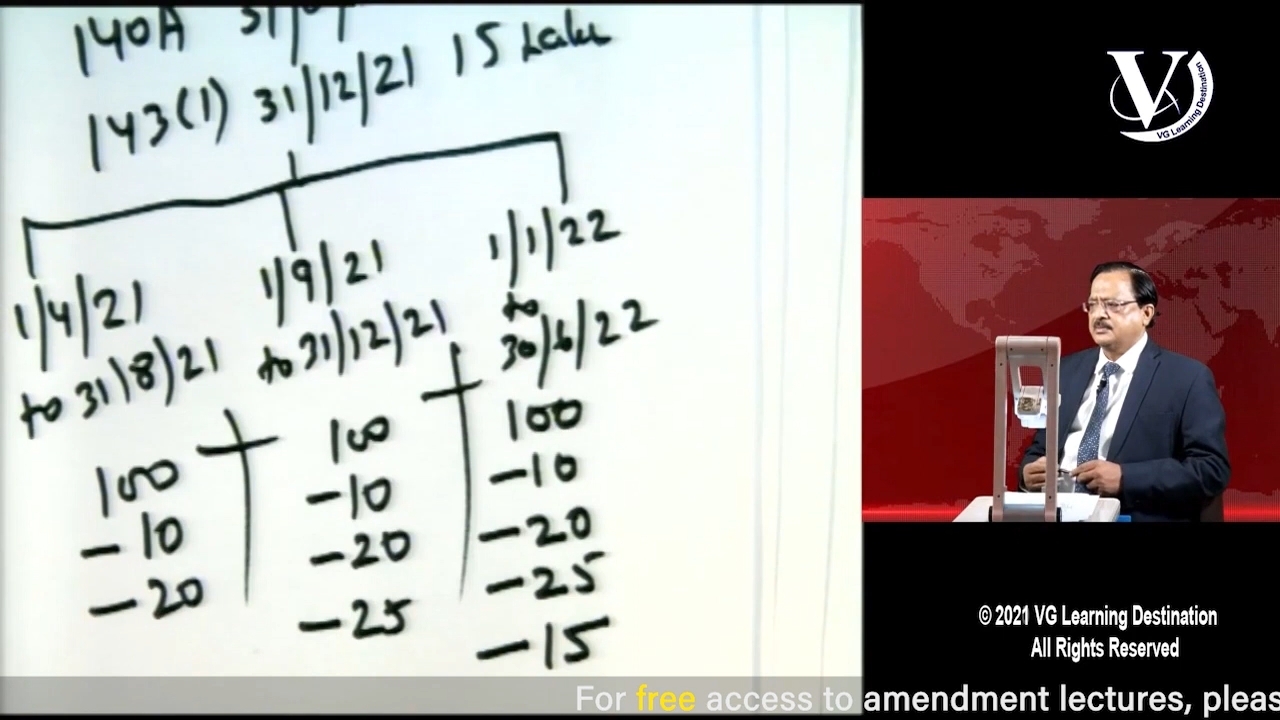 140A 31/
143(1) 31/12/21 15 Lakh
1/4/21
to 31/8/21
100
-10
-20
1/9/21
to 31/12/21
100
-10
-20
-25
1/1/22
to
30/6/22
100
-10
-20
-25
-15
V
VG Learning Destination
© 2021 VG Learning Destination
All Rights Reserved
For free access to amendment lectures, pleas